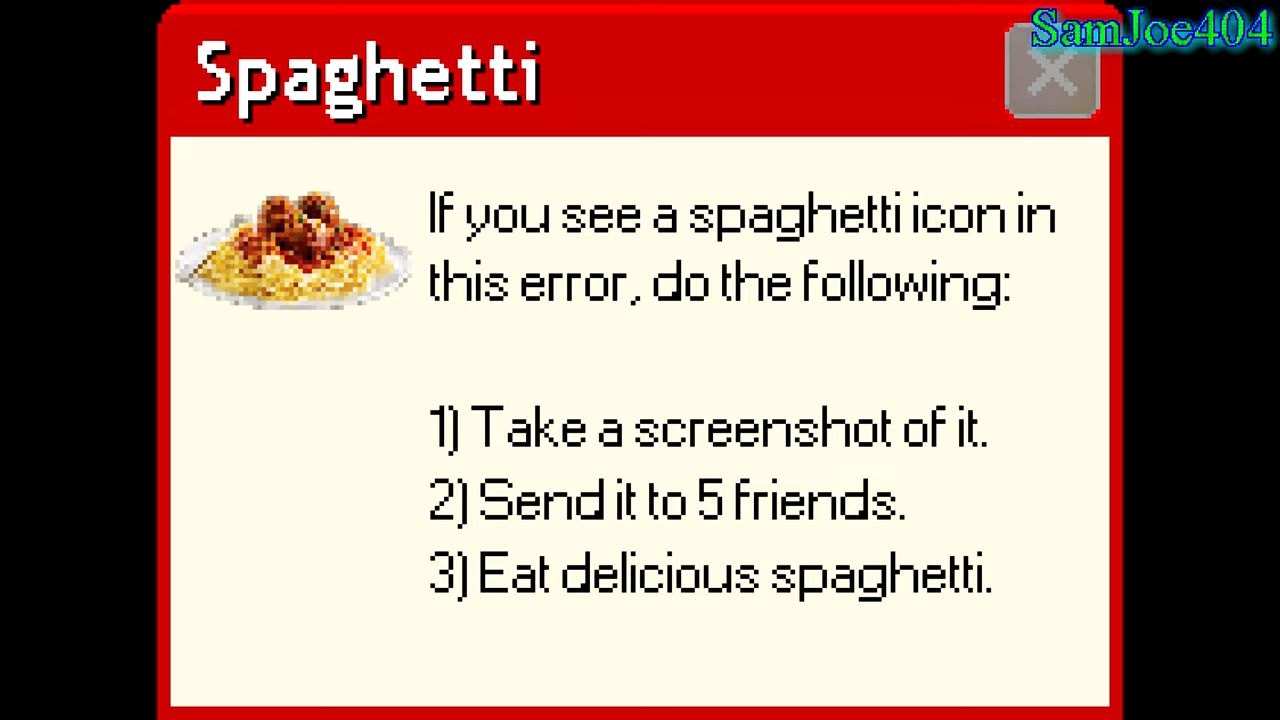 SamJoe404
Spaghetti
If you see a spaghetti icon in
this error, do the following:
1) Take a screenshot of it.
2) Send it to 5 friends.
3) Eat delicious spaghetti.